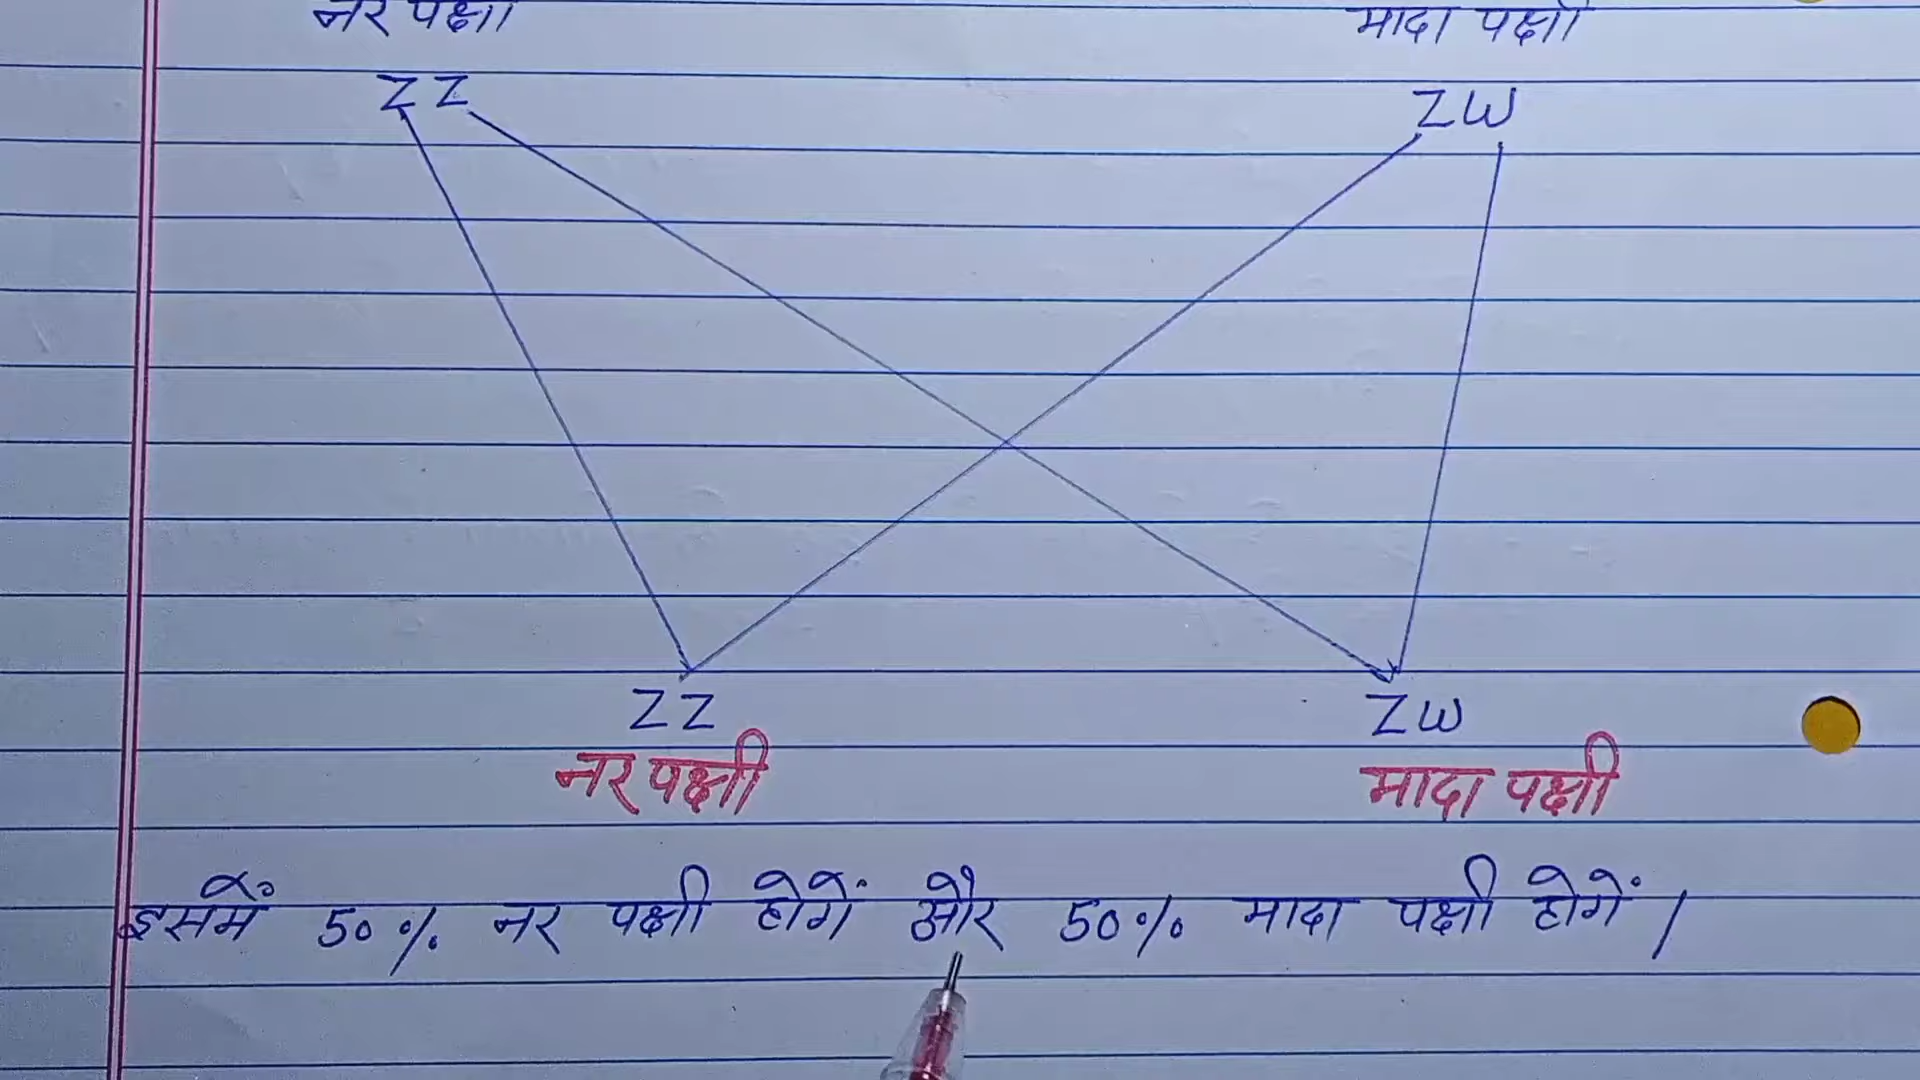 नर पक्षी मादा पक्षी
ZZ ZW
ZZ ZW
नर पक्षी मादा पक्षी
इसमें 50% नर पक्षी होगें और 50% मादा पक्षी होगें।